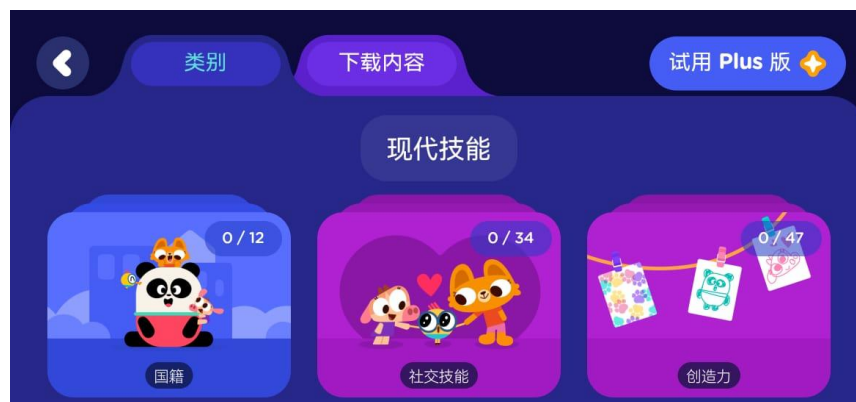 类别
下载内容
试用 Plus 版
现代技能
0 / 12
0 / 34
0 / 47
国籍
社交技能
创造力